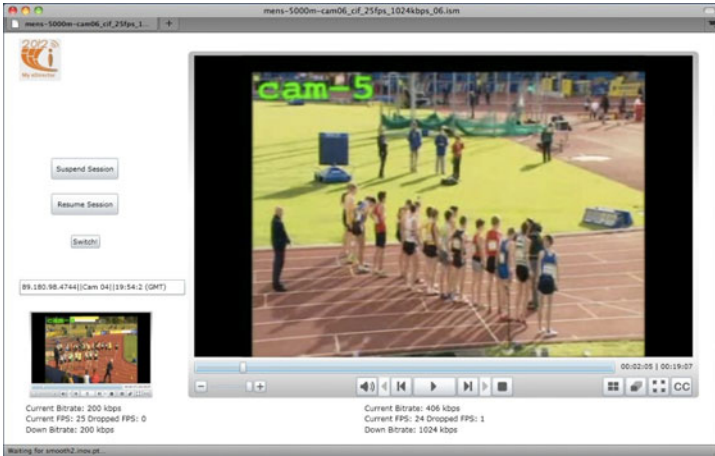 mens-5000m-cam06_cif_25fps_1024kbps_06.ism
mens-5000m-cam06_cif_25fps_1...
2012
My eDirector
cam-5
Suspend Session
Resume Session
Switch!
89.180.98.4744||Cam 04||19:54:2 (GMT)
00:02:05 | 00:19:07
CC
Current Bitrate: 200 kbps
Current FPS: 25 Dropped FPS: 0
Down Bitrate: 200 kbps
Current Bitrate: 406 kbps
Current FPS: 24 Dropped FPS: 1
Down Bitrate: 1024 kbps
Waiting for smooth2.inov.pt...